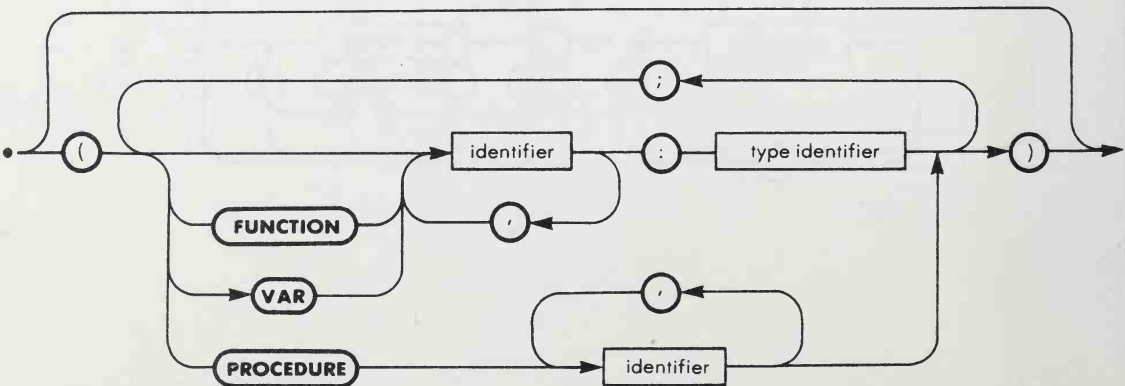 ;
( identifier : type identifier )
FUNCTION ,
VAR ,
PROCEDURE identifier